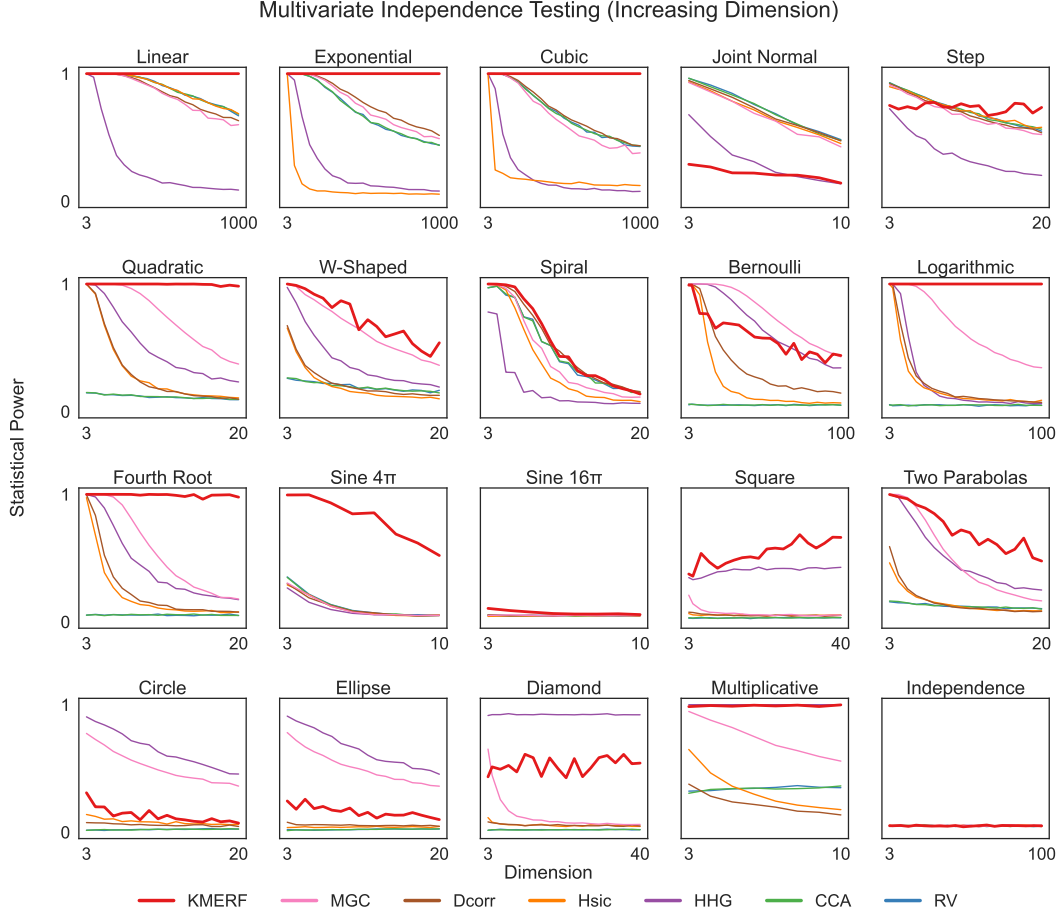 Multivariate Independence Testing (Increasing Dimension)
Linear Exponential Cubic Joint Normal Step
1
0
3 1000 3 1000 3 1000 3 10 3 20
Quadratic W-Shaped Spiral Bernoulli Logarithmic
1
0
3 20 3 20 3 20 3 100 3 100
Statistical Power
Fourth Root Sine 4π Sine 16π Square Two Parabolas
1
0
3 20 3 10 3 10 3 40 3 20
Circle Ellipse Diamond Multiplicative Independence
1
0
3 20 3 20 3 40 3 10 3 100
Dimension
KMERF MGC Dcorr Hsic HHG CCA RV